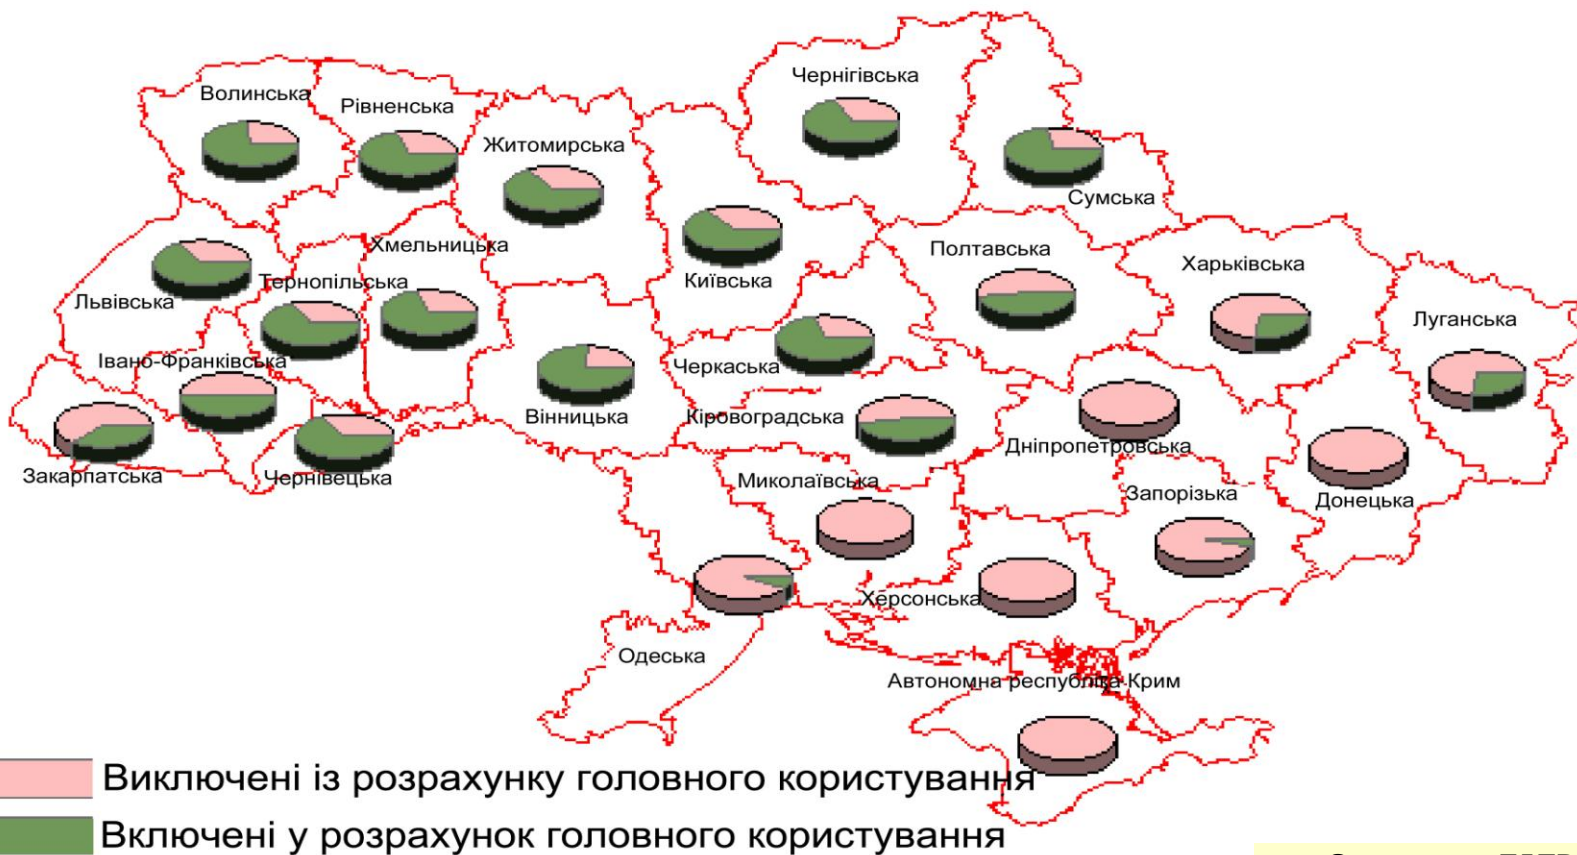 Чернігівська
Волинська
Рівненська
Житомирська
Сумська
Хмельницька
Полтавська
Харьківська
Тернопільська
Київська
Львівська
Луганська
Івано-Франківська
Черкаська
Вінницька
Кіровоградська
Дніпропетровська
Закарпатська
Чернівецька
Миколаївська
Запорізька
Донецька
Херсонська
Одеська
Автономна республіка Крим
Виключені із розрахунку головного користування
Включені у розрахунок головного користування